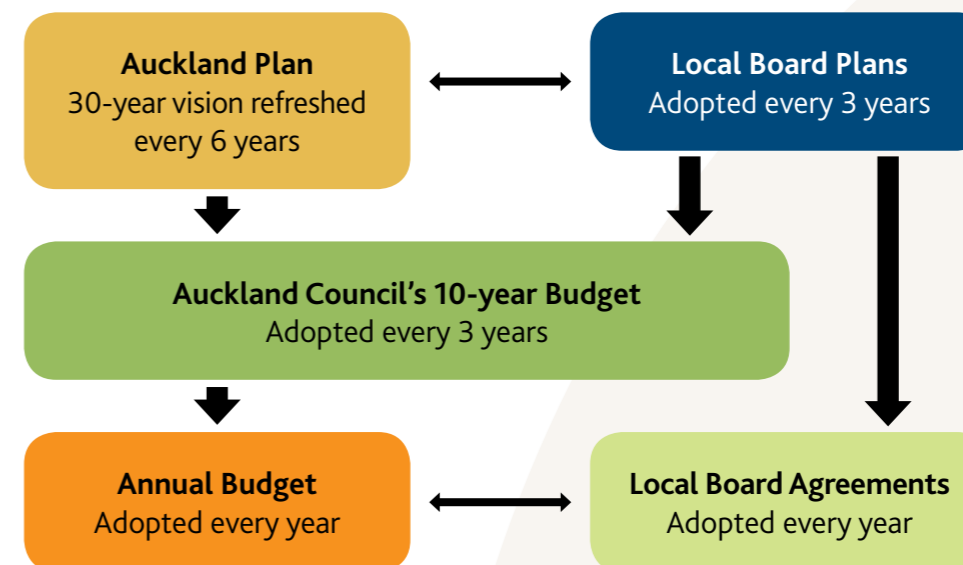 Auckland Plan
30-year vision refreshed
every 6 years
Local Board Plans
Adopted every 3 years
Auckland Council’s 10-year Budget
Adopted every 3 years
Annual Budget
Adopted every year
Local Board Agreements
Adopted every year